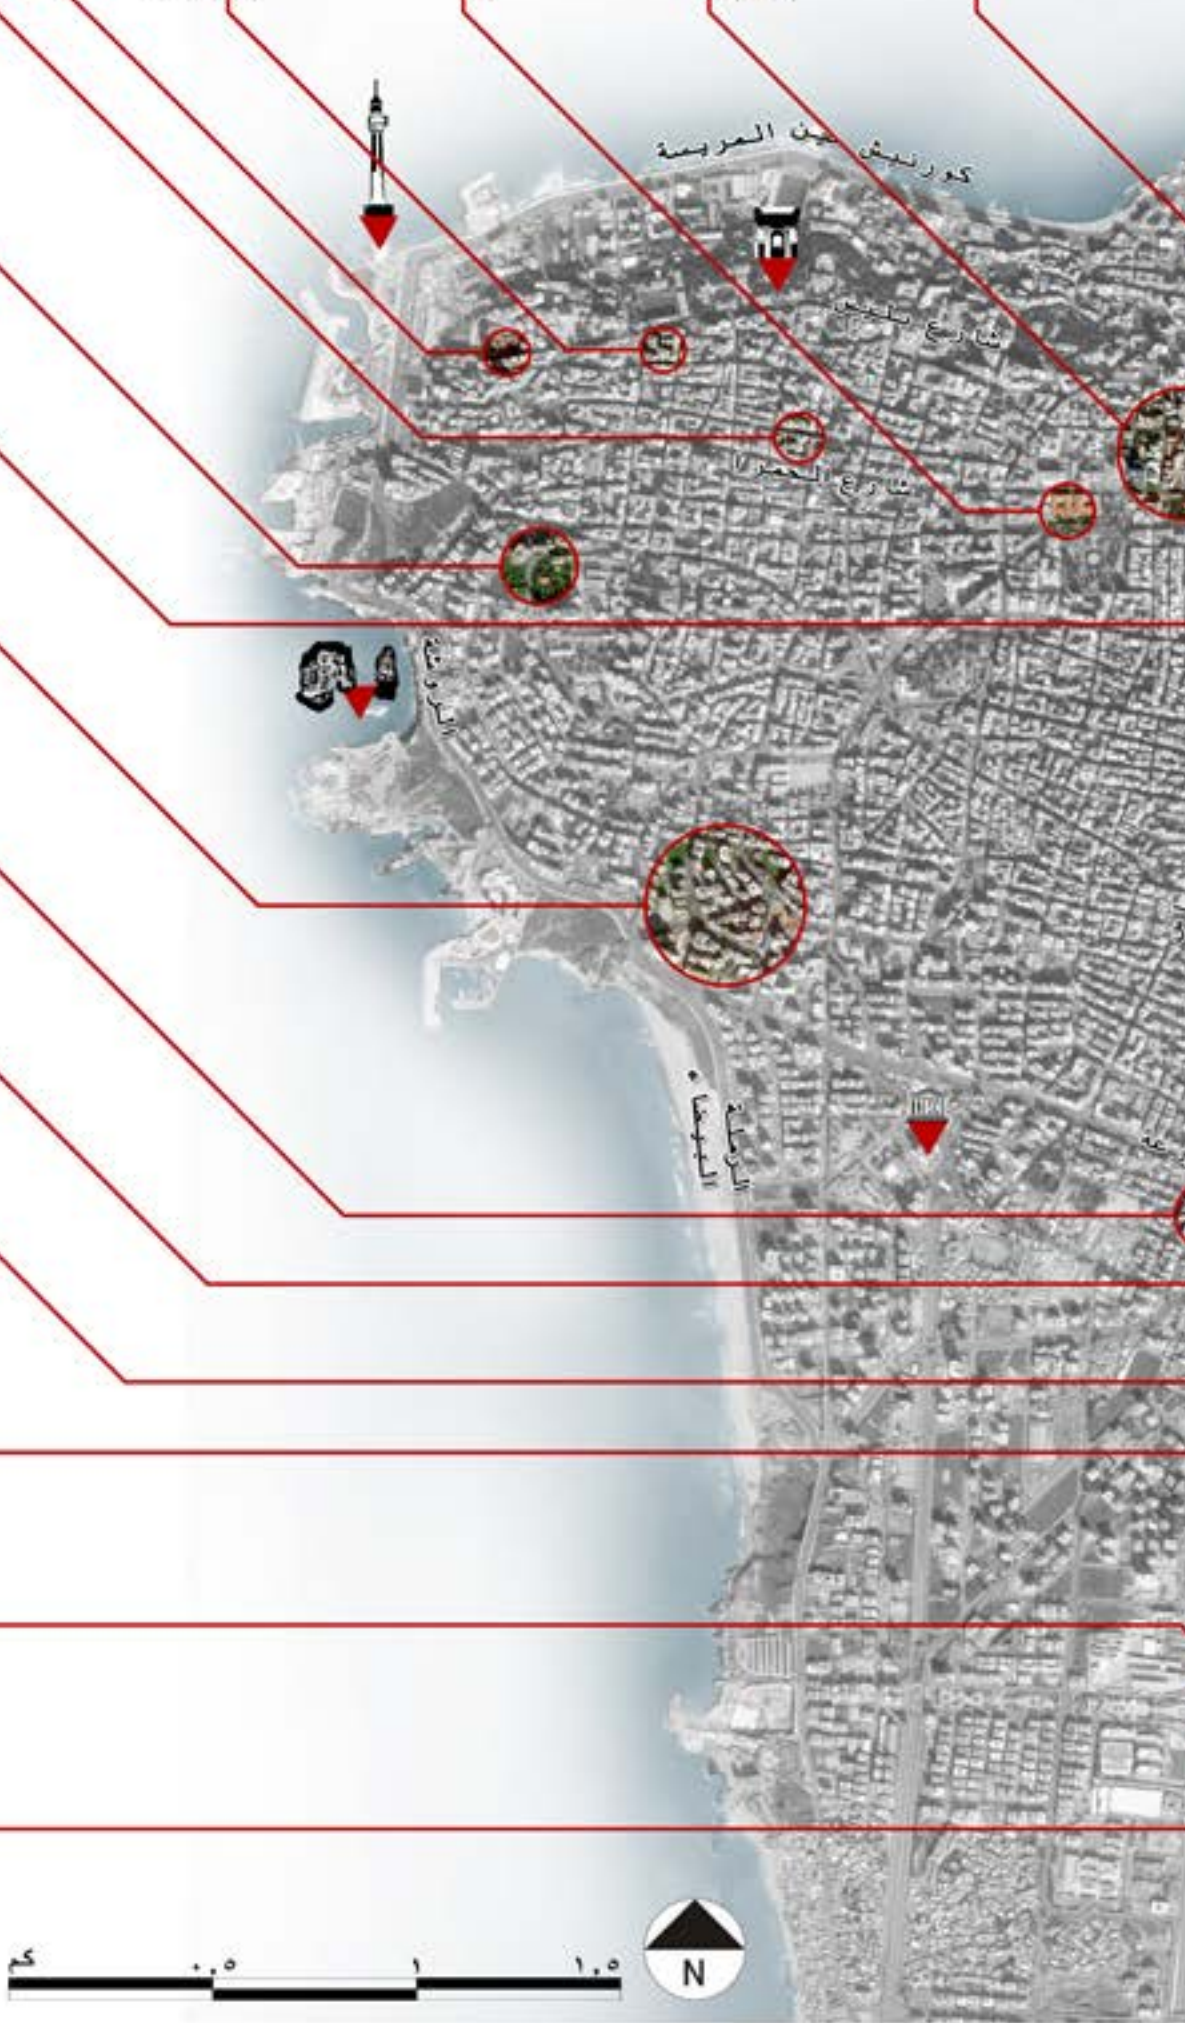 كورنيش عين المريسة
شارع بليس
شارع الحمرا
الروشة
الرملة
البيضاء
كم
٠.٥
١
١.٥
N